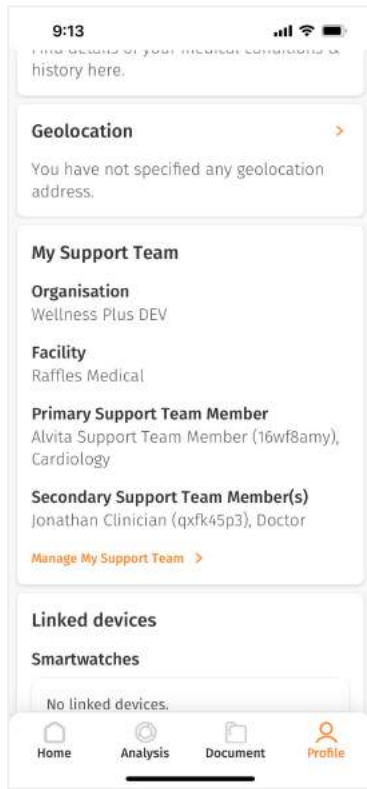 9:13
history here.
Geolocation
You have not specified any geolocation
address.
My Support Team
Organisation
Wellness Plus DEV
Facility
Raffles Medical
Primary Support Team Member
Alvita Support Team Member (16wf8amy),
Cardiology
Secondary Support Team Member(s)
Jonathan Clinician (qxfk45p3), Doctor
Manage My Support Team >
Linked devices
Smartwatches
No linked devices.
Home Analysis Document Profile